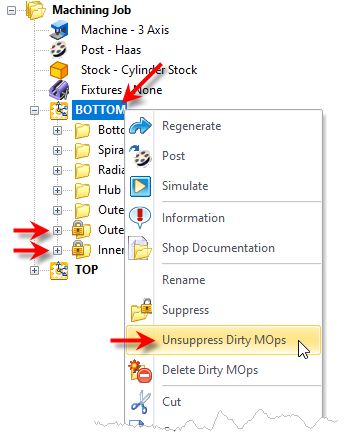 Machining Job
Machine - 3 Axis
Post - Haas
Stock - Cylinder Stock
Fixtures - None
BOTTOM
Botto
Spira
Radia
Hub
Oute
Oute
Inner
TOP
Regenerate
Post
Simulate
Information
Shop Documentation
Rename
Suppress
Unsuppress Dirty MOps
Delete Dirty MOps
Cut